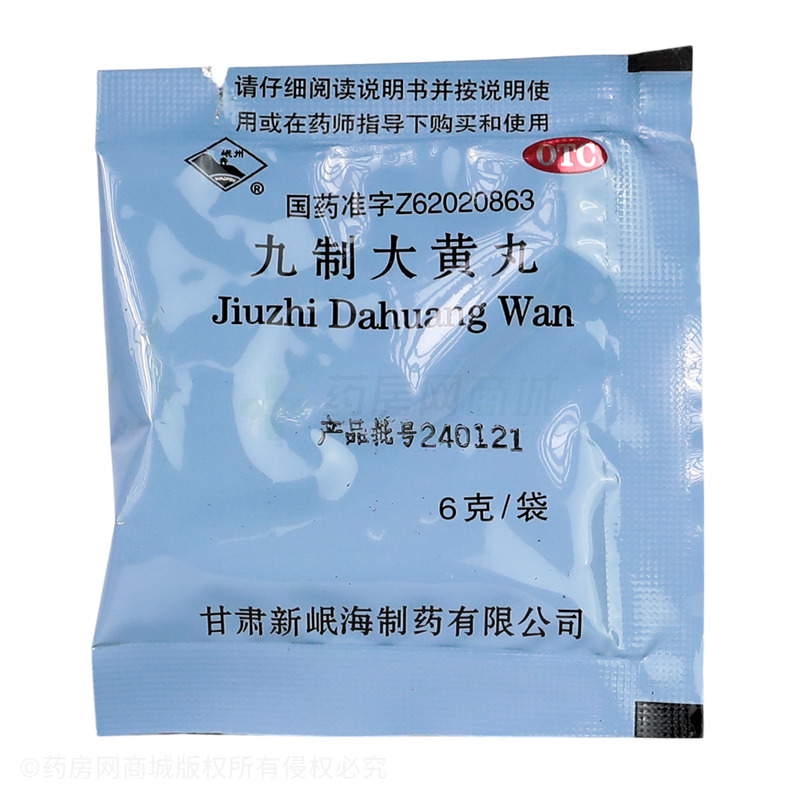 请仔细阅读说明书并按说明使
用或在药师指导下购买和使用
岷州
®
OTC
国药准字Z62020863
九制大黄丸
Jiuzhi Dahuang Wan
药房网商城
产品批号240121
6克/袋
甘肃新岷海制药有限公司
©药房网商城版权所有侵权必究